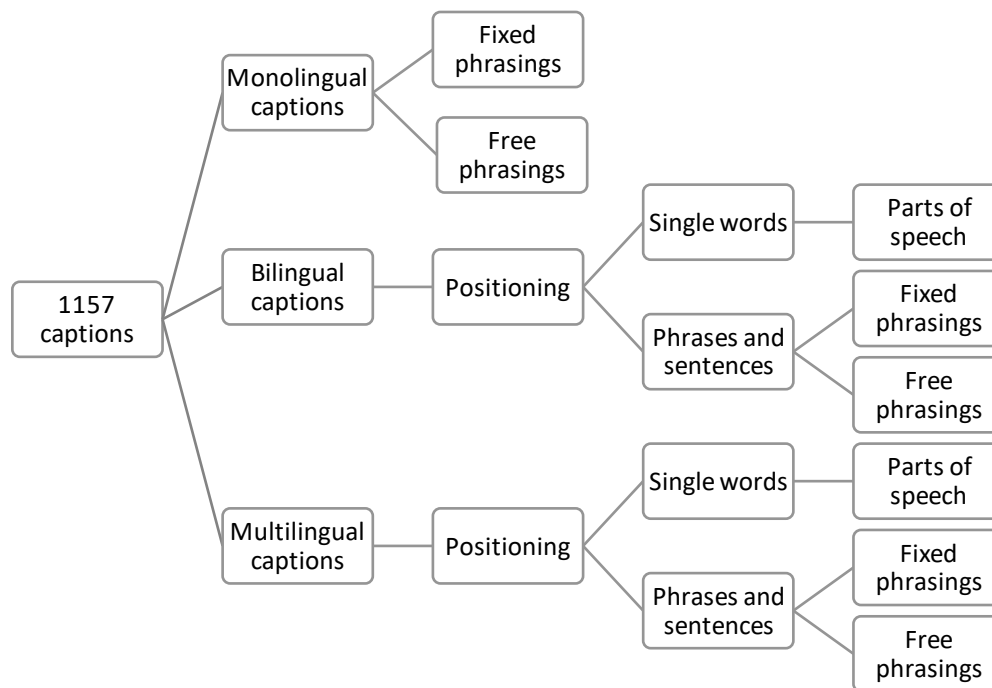 1157
captions
Monolingual
captions
Fixed
phrasings
Free
phrasings
Bilingual
captions
Positioning
Single words
Parts of
speech
Phrases and
sentences
Fixed
phrasings
Free
phrasings
Multilingual
captions
Positioning
Single words
Parts of
speech
Phrases and
sentences
Fixed
phrasings
Free
phrasings